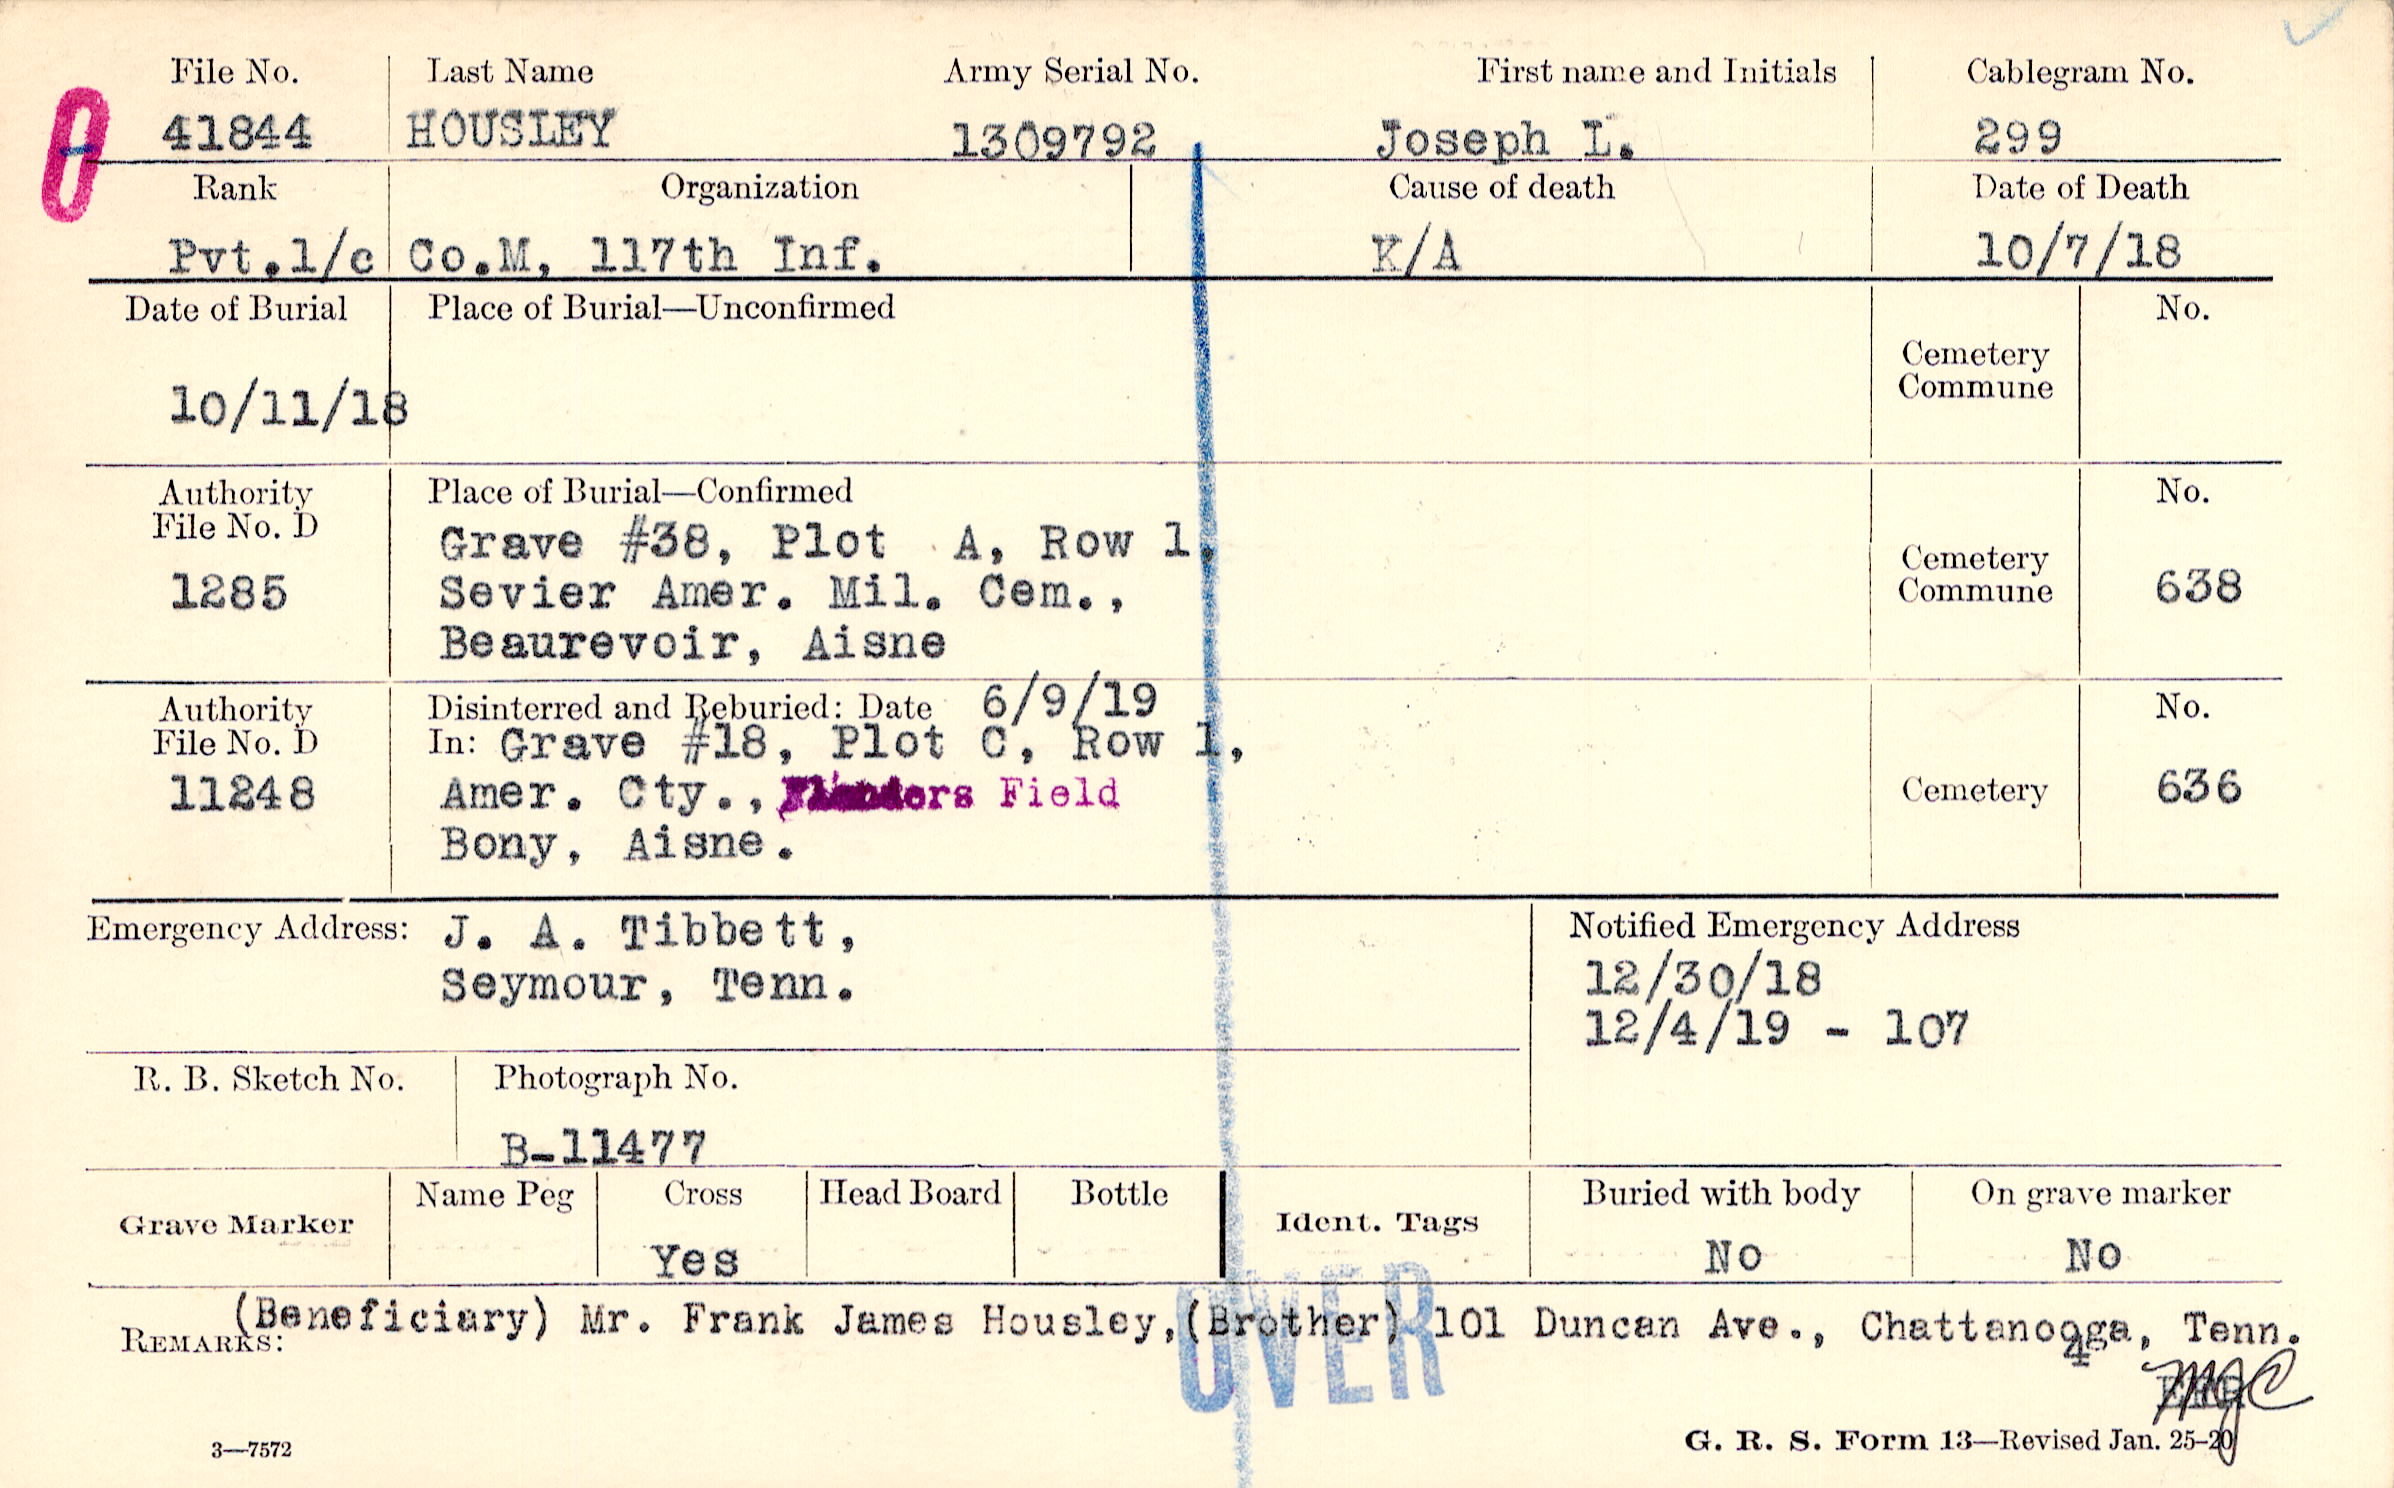 File No. Last Name Army Serial No. First name and Initials Cablegram No.
41844 HOUSLEY 1309792 Joseph L. 299
Rank Organization Cause of death Date of Death
Pvt.1/c Co.M, 117th Inf. K/A 10/7/18
Date of Burial Place of Burial—Unconfirmed No.
Cemetery
Commune
10/11/18
Authority Place of Burial—Confirmed No.
File No. D
Grave #38, Plot A, Row 1,
Cemetery
1285 Sevier Amer. Mil. Cem., Commune 638
Beaurevoir, Aisne
Authority Disinterred and Reburied: Date 6/9/19 No.
File No. D In: Grave #18, Plot C, Row 1,
11248 Amer. Cty., Flanders Field Cemetery 636
Bony, Aisne.
Emergency Address: J. A. Tibbett, Notified Emergency Address
Seymour, Tenn. 12/30/18
12/4/19 - 107
R. B. Sketch No. Photograph No.
B-11477
Grave Marker Name Peg Cross Head Board Bottle Ident. Tags Buried with body On grave marker
Yes No No
OVER
(Beneficiary) Mr. Frank James Housley,(Brother) 101 Duncan Ave., Chattanooga, Tenn.
REMARKS:
4
MJC
3—7572 G. R. S. Form 13—Revised Jan. 25-20